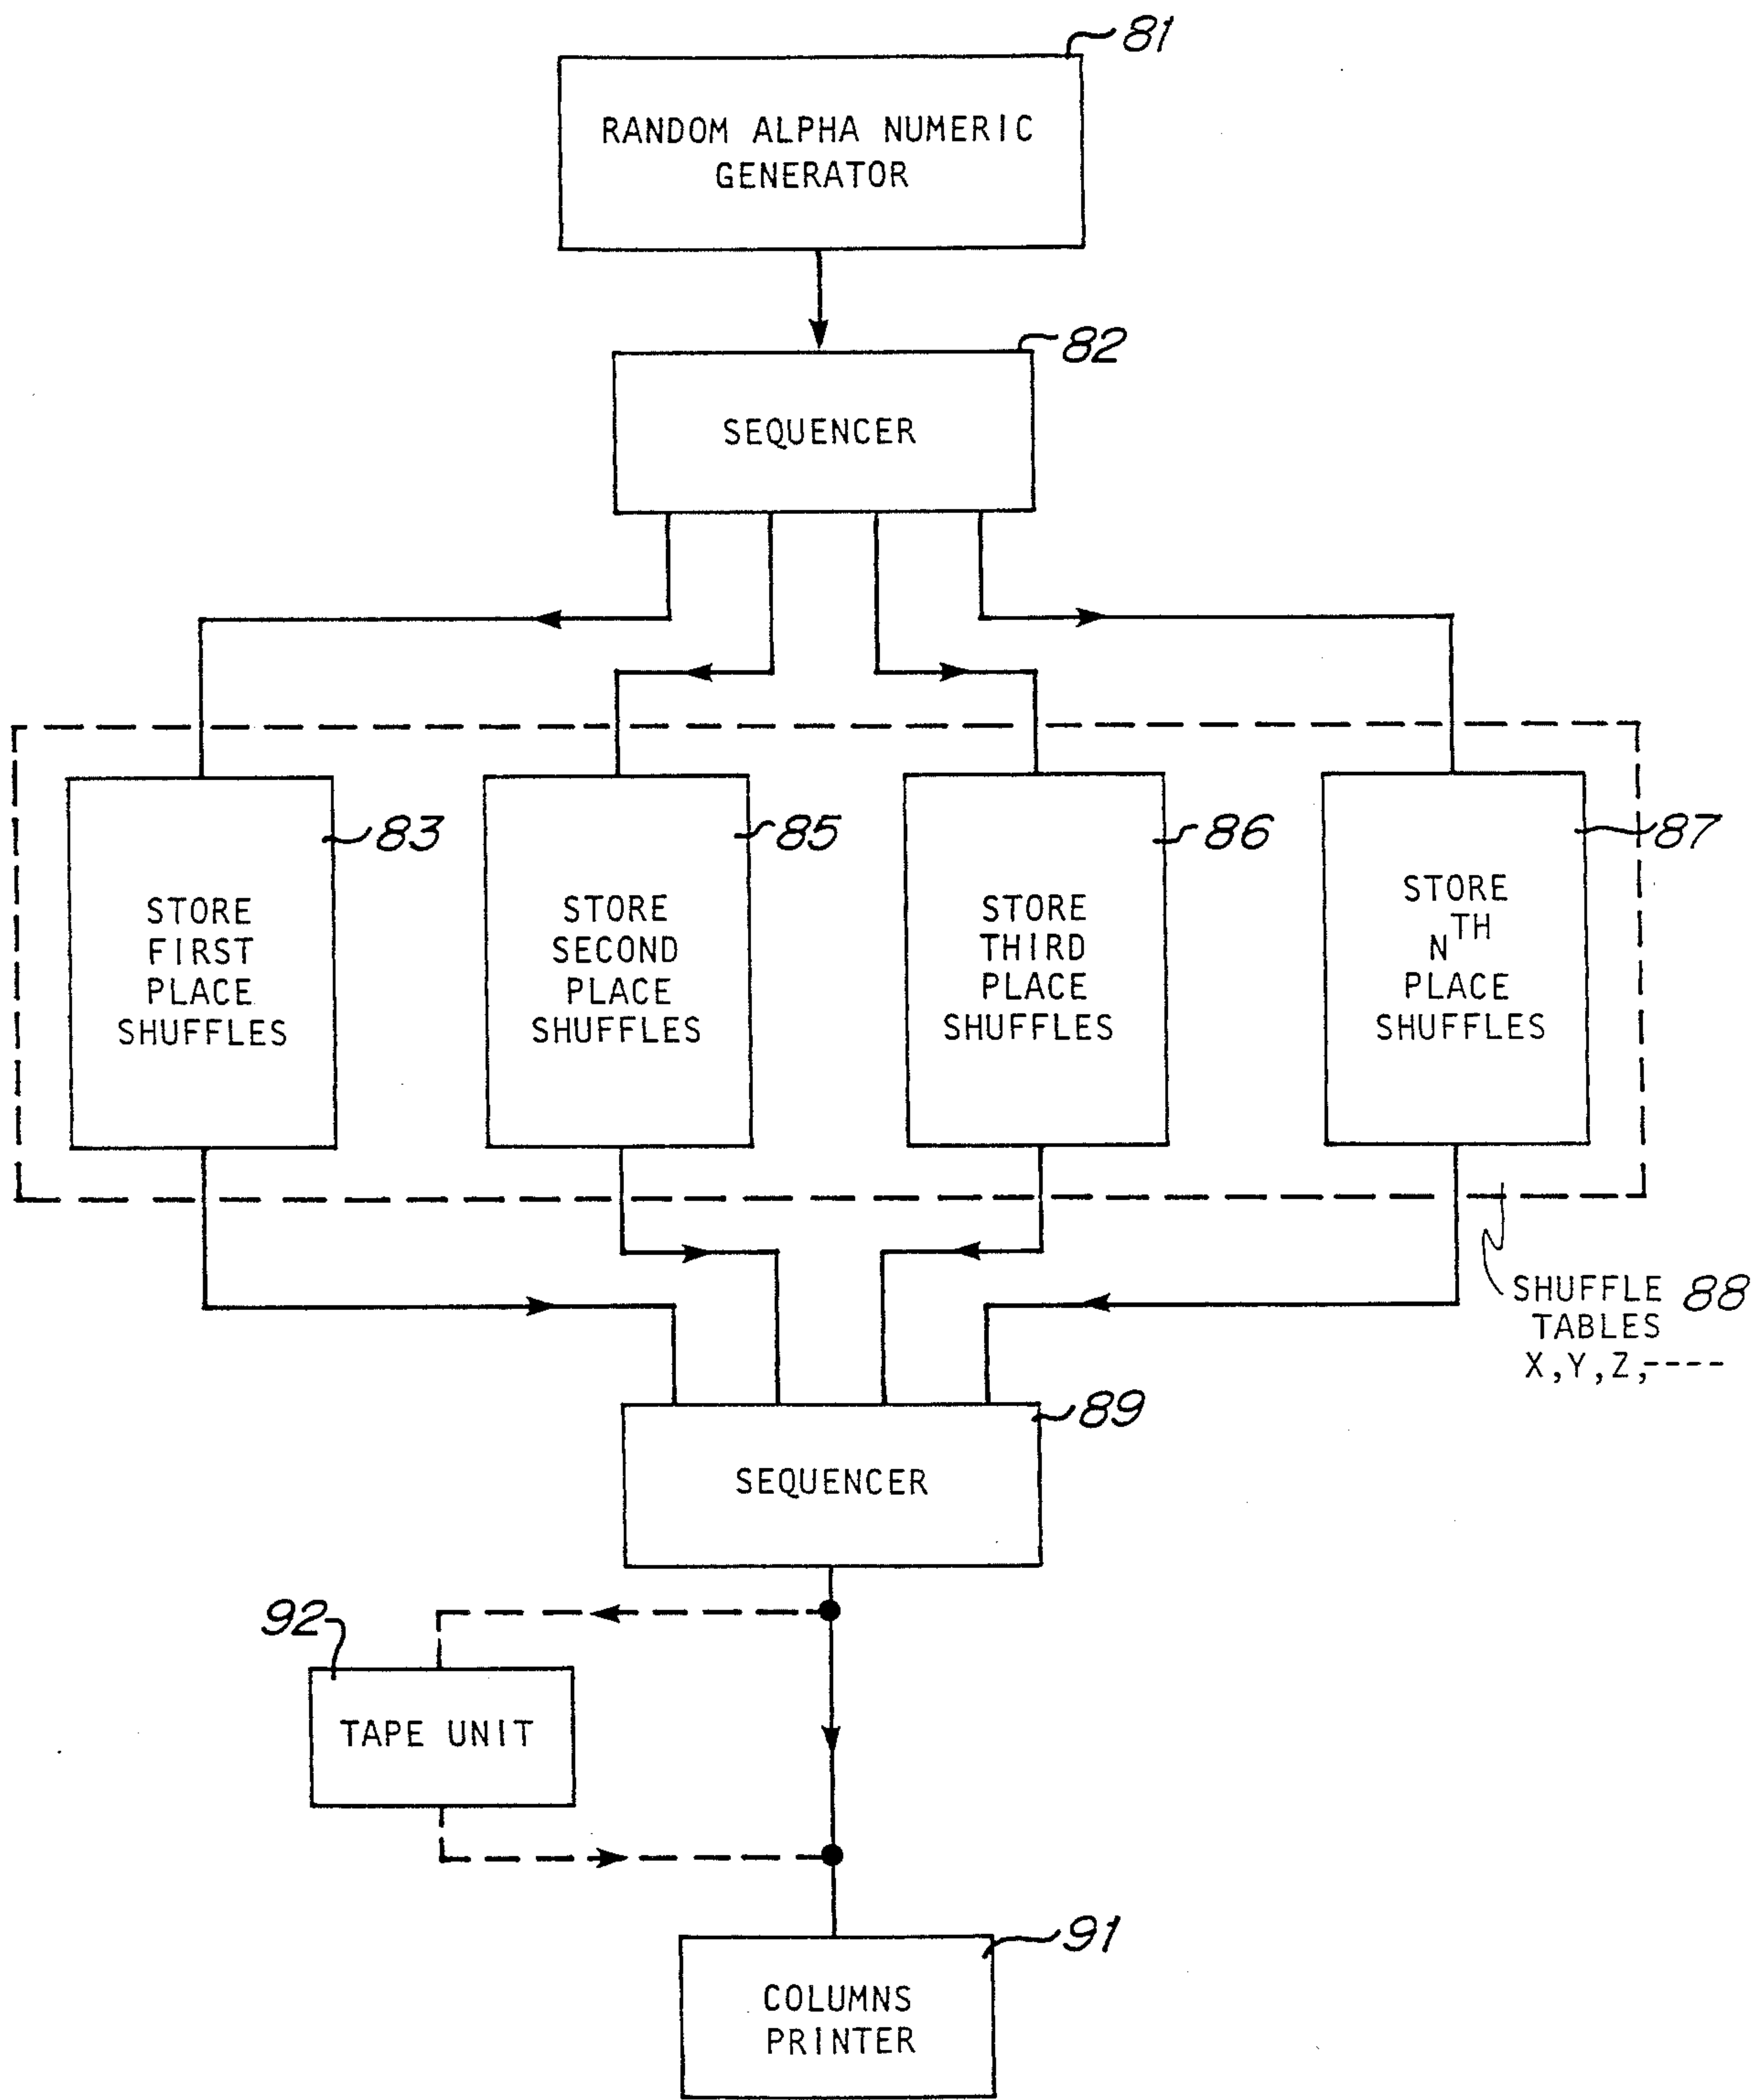 81
RANDOM ALPHA NUMERIC
GENERATOR
82
SEQUENCER
83
STORE
FIRST
PLACE
SHUFFLES
85
STORE
SECOND
PLACE
SHUFFLES
86
STORE
THIRD
PLACE
SHUFFLES
87
STORE
N TH
PLACE
SHUFFLES
SHUFFLE 88
TABLES
X,Y,Z,----
89
SEQUENCER
92
TAPE UNIT
91
COLUMNS
PRINTER